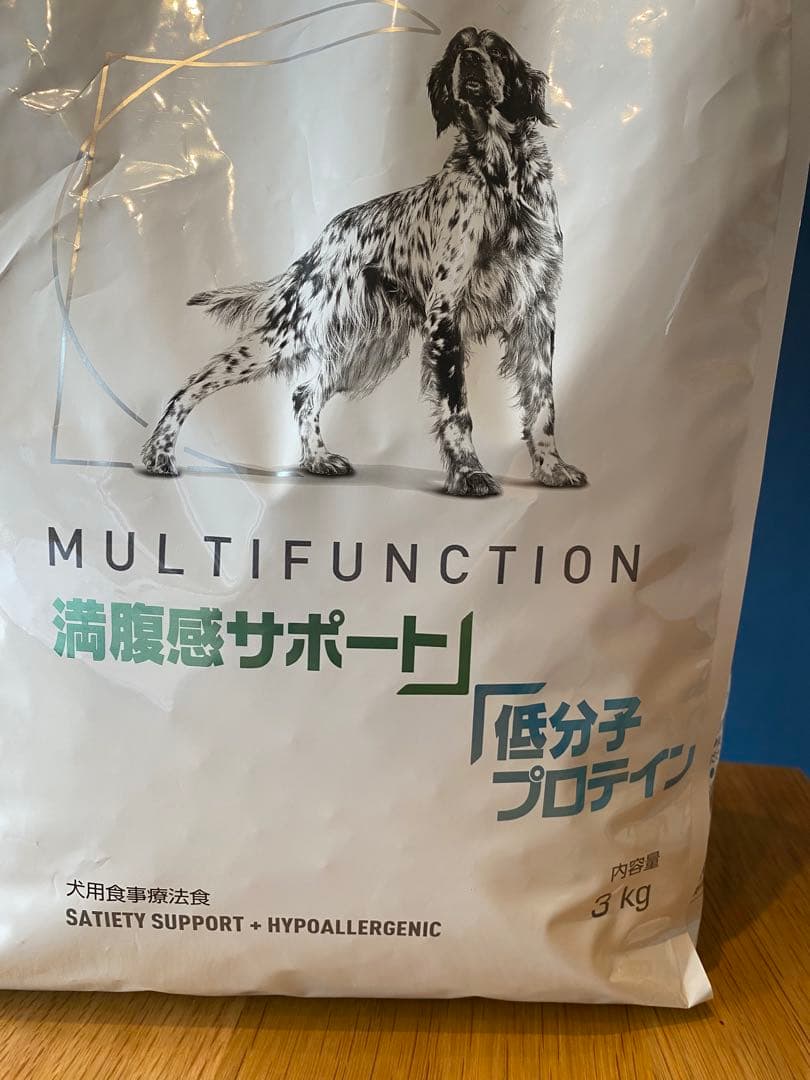 MULTIFUNCTION
満腹感サポート」
「低分子
プロテイン
犬用食事療法食
SATIETY SUPPORT + HYPOALLERGENIC
内容量
3 kg